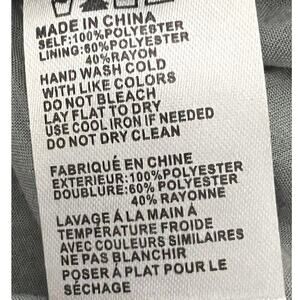 MADE IN CHINA
SELF:100%POLYESTER
LINING:60%POLYESTER
40%RAYON
HAND WASH COLD
WITH LIKE COLORS
DO NOT BLEACH
LAY FLAT TO DRY
USE COOL IRON IF NEEDED
DO NOT DRY CLEAN
FABRIQUÉ EN CHINE
EXTERIEUR:100%POLYESTER
DOUBLURE:60% POLYESTER
40% RAYONNE
LAVAGE Á LA MAIN Á
TEMPÉRATURE FROIDE
AVEC COULEURS SIMILAIRES
NE PAS BLANCHIR
POSER Á PLAT POUR LE
SÉCHAGE